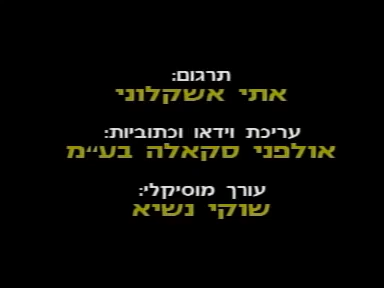 תרגום:
אתי אשקלוני
עריכת וידאו וכתוביות:
אולפני סקאלה בע״מ
עורך מוסיקלי:
שוקי נשיא